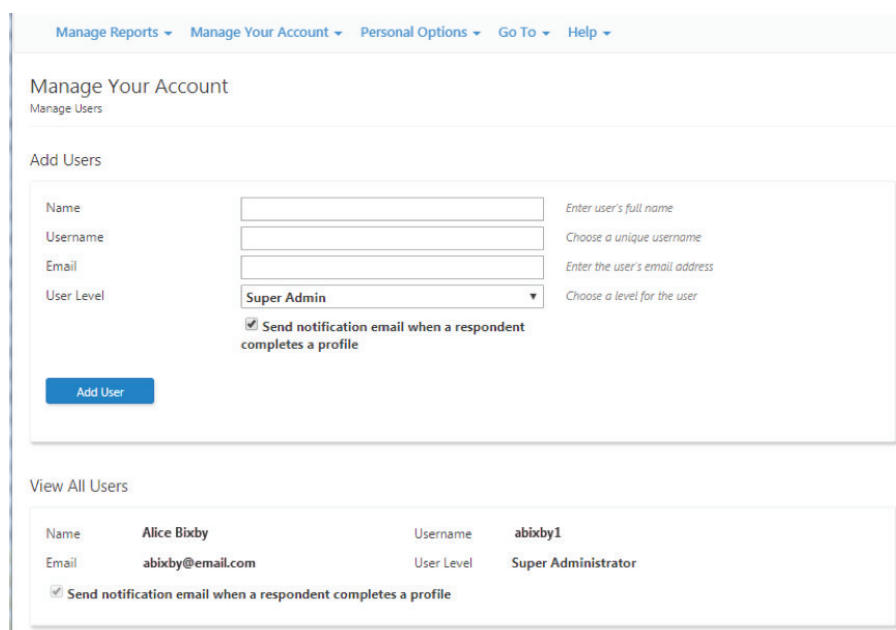 Manage Reports Manage Your Account Personal Options Go To Help
Manage Your Account
Manage Users
Add Users
Name Enter user's full name
Username Choose a unique username
Email Enter the user's email address
User Level Super Admin Choose a level for the user
Send notification email when a respondent
completes a profile
Add User
View All Users
Name Alice Bixby Username abixby1
Email abixby@email.com User Level Super Administrator
Send notification email when a respondent completes a profile